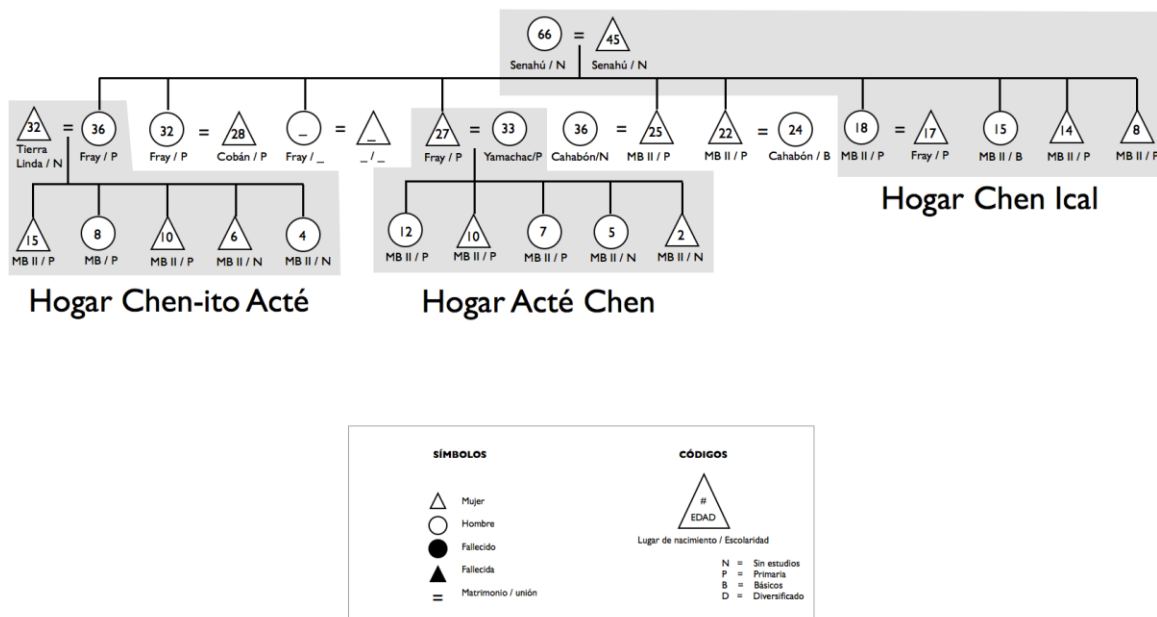 66 = 45
Senahú / N Senahú / N
32 = 36 32 = 28 _ = _ 27 = 33 36 = 25 22 = 24 18 = 17 15 14 8
Tierra Linda / N Fray / P Fray / P Cobán / P Fray / _ _ / _ Fray / P Yamachac/P Cahabón/N MB II / P MB II / P Cahabón / B MB II / P Fray / P MB II / B MB II / P MB II / P
15 8 10 6 4 12 10 7 5 2
MB II / P MB / P MB II / P MB II / N MB II / N MB II / P MB II / P MB II / P MB II / N MB II / N
Hogar Chen Ical
Hogar Chen-ito Acté
Hogar Acté Chen
SÍMBOLOS
Mujer
Hombre
Fallecido
Fallecida
= Matrimonio / unión
CÓDIGOS
#
EDAD
Lugar de nacimiento / Escolaridad
N = Sin estudios
P = Primaria
B = Básicos
D = Diversificado